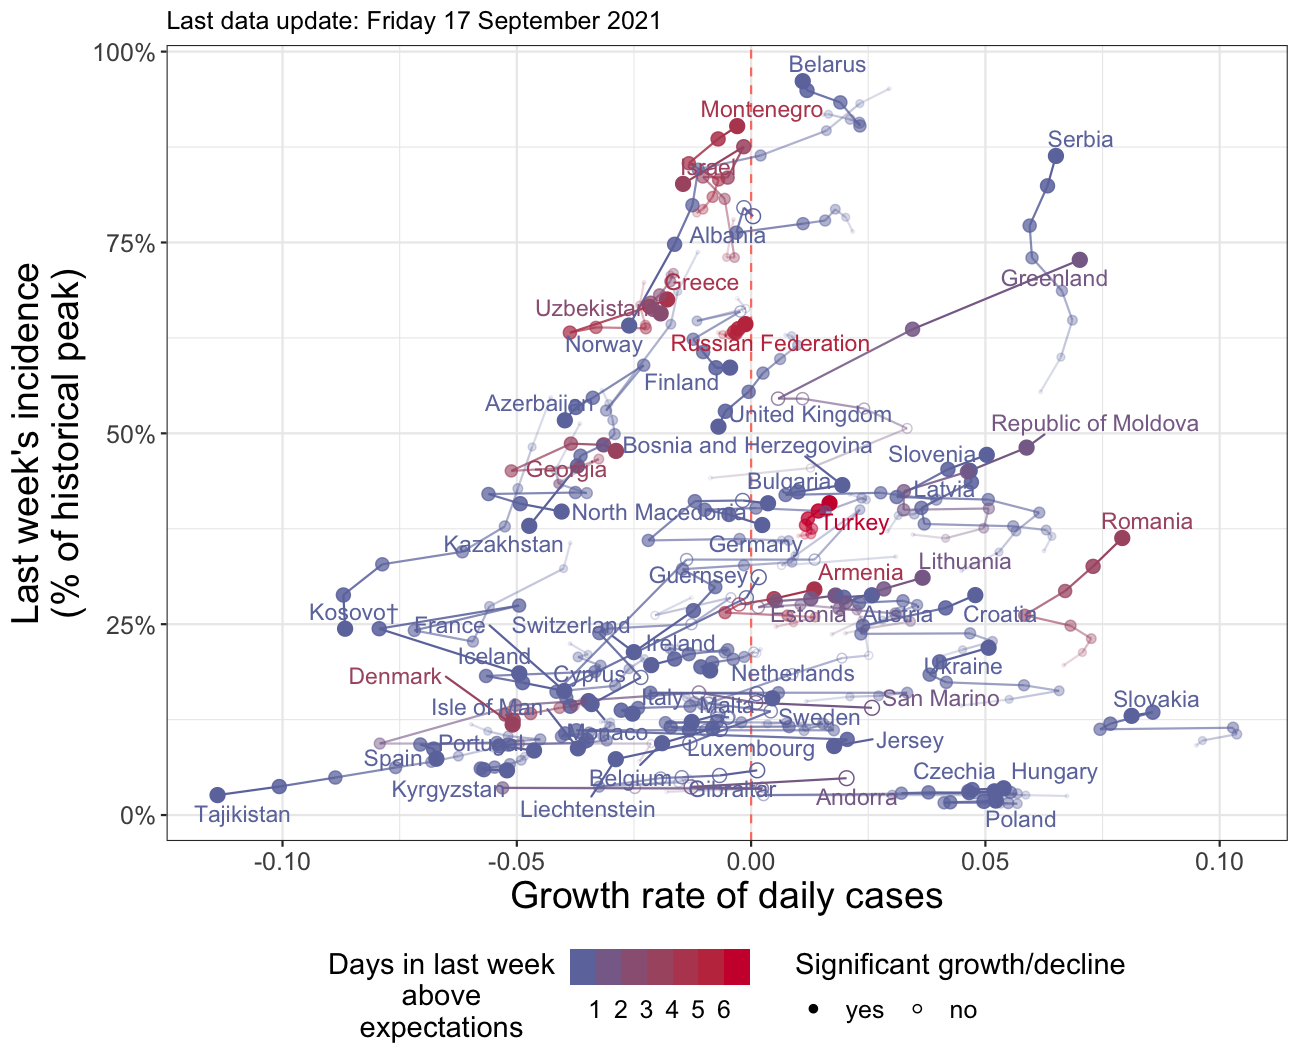 Last data update: Friday 17 September 2021
Last week's incidence
(% of historical peak)
100%
75%
50%
25%
0%
Belarus
Montenegro
Serbia
Israel
Albania
Greenland
Greece
Uzbekistan
Norway
Russian Federation
Finland
Azerbaijan
United Kingdom
Republic of Moldova
Bosnia and Herzegovina
Slovenia
Georgia
Bulgaria
Latvia
North Macedonia
Turkey
Romania
Kazakhstan
Germany
Lithuania
Guernsey
Armenia
Kosovo†
France
Switzerland
Estonia
Austria
Croatia
Iceland
Ireland
Ukraine
Denmark
Cyprus
Netherlands
Isle of Man
Italy
Malta
San Marino
Slovakia
Sweden
Monaco
Portugal
Luxembourg
Jersey
Spain
Belgium
Czechia
Hungary
Kyrgyzstan
Gibraltar
Andorra
Tajikistan
Liechtenstein
Poland
-0.10
-0.05
0.00
0.05
0.10
Growth rate of daily cases
Days in last week
above
expectations
1 2 3 4 5 6
Significant growth/decline
yes
no